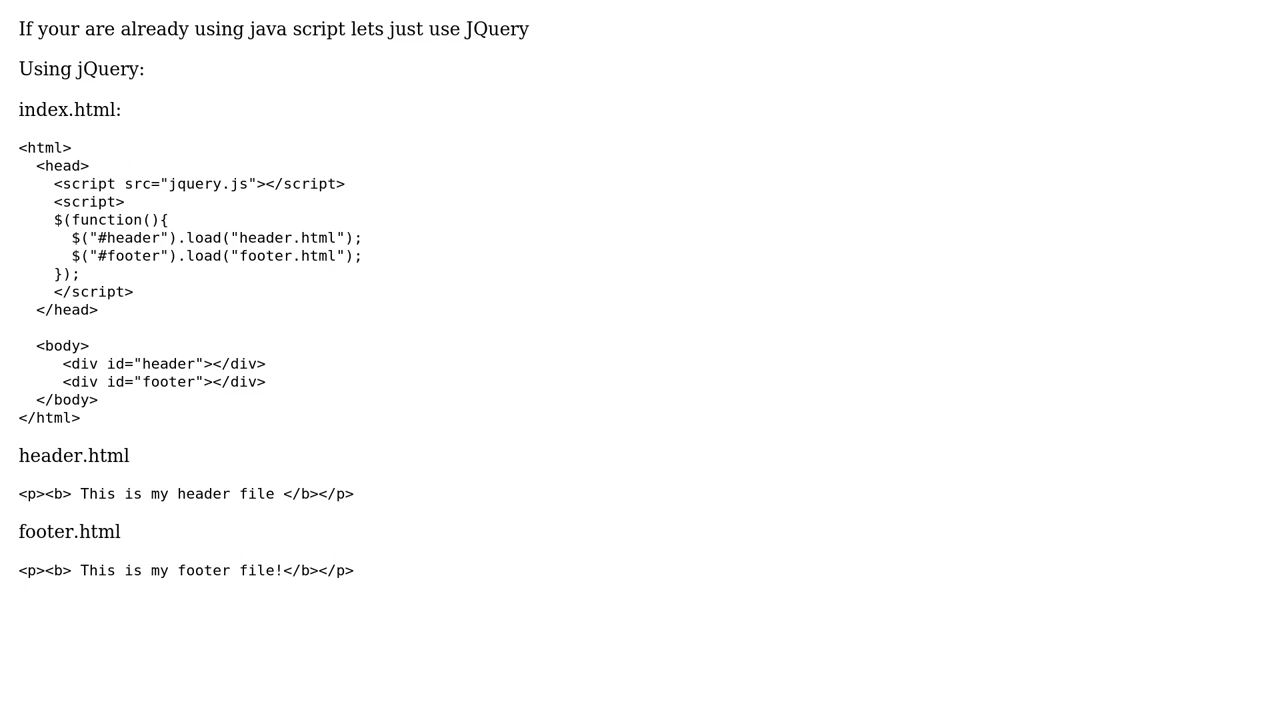 If your are already using java script lets just use JQuery
Using jQuery:
index.html:
<html>
  <head>
    <script src="jquery.js"></script>
    <script>
    $(function(){
      $("#header").load("header.html");
      $("#footer").load("footer.html");
    });
    </script>
  </head>

  <body>
     <div id="header"></div>
     <div id="footer"></div>
  </body>
</html>
header.html
<p><b> This is my header file </b></p>
footer.html
<p><b> This is my footer file!</b></p>